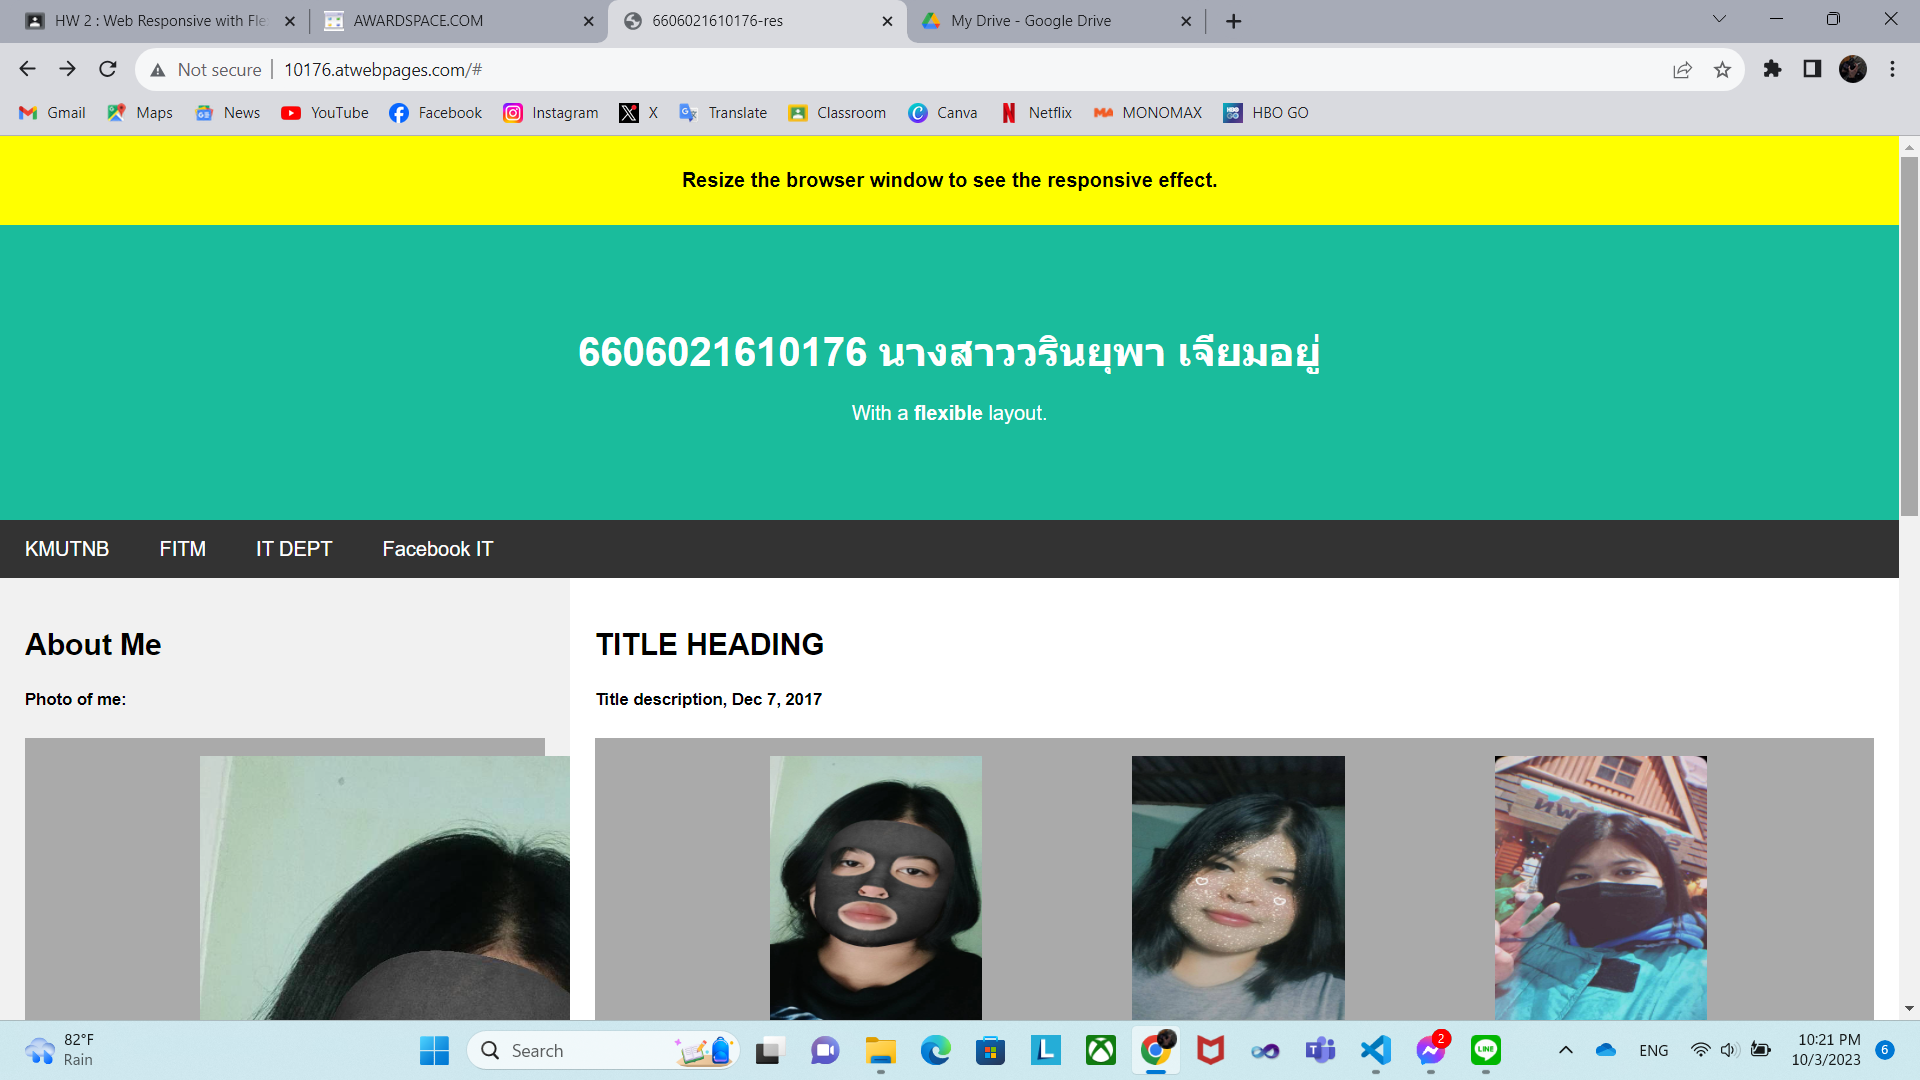 HW 2 : Web Responsive with Fle
AWARDSPACE.COM
6606021610176-res
My Drive - Google Drive
Not secure
10176.atwebpages.com/#
Gmail
Maps
News
YouTube
Facebook
Instagram
X
Translate
Classroom
Canva
Netflix
MONOMAX
HBO GO
Resize the browser window to see the responsive effect.
6606021610176 นางสาววรินยุพา เจียมอยู่
With a flexible layout.
KMUTNB
FITM
IT DEPT
Facebook IT
About Me
Photo of me:
TITLE HEADING
Title description, Dec 7, 2017
82°F
Rain
Search
2
LINE
ENG
10:21 PM
10/3/2023
6